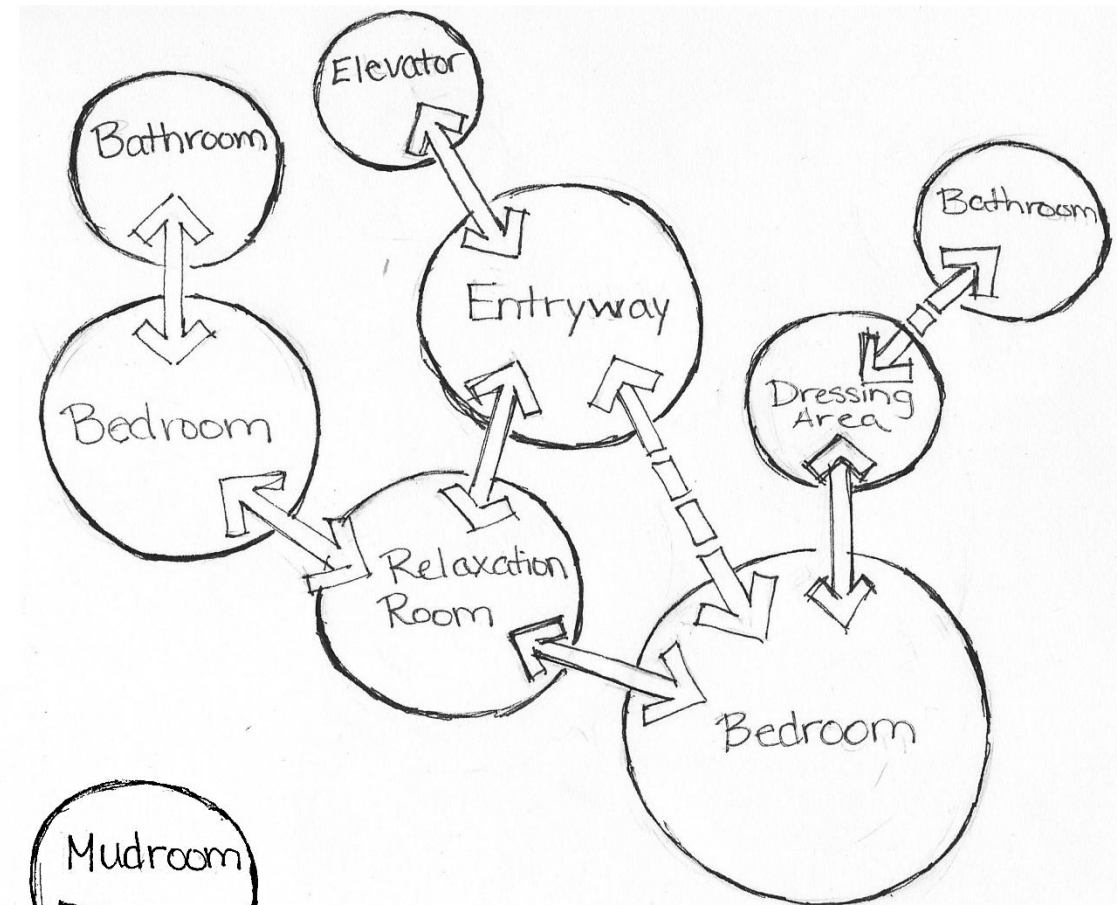 Elevator
Bathroom
Bathroom
Entryway
Dressing
Area
Bedroom
Relaxation
Room
Bedroom
Mudroom